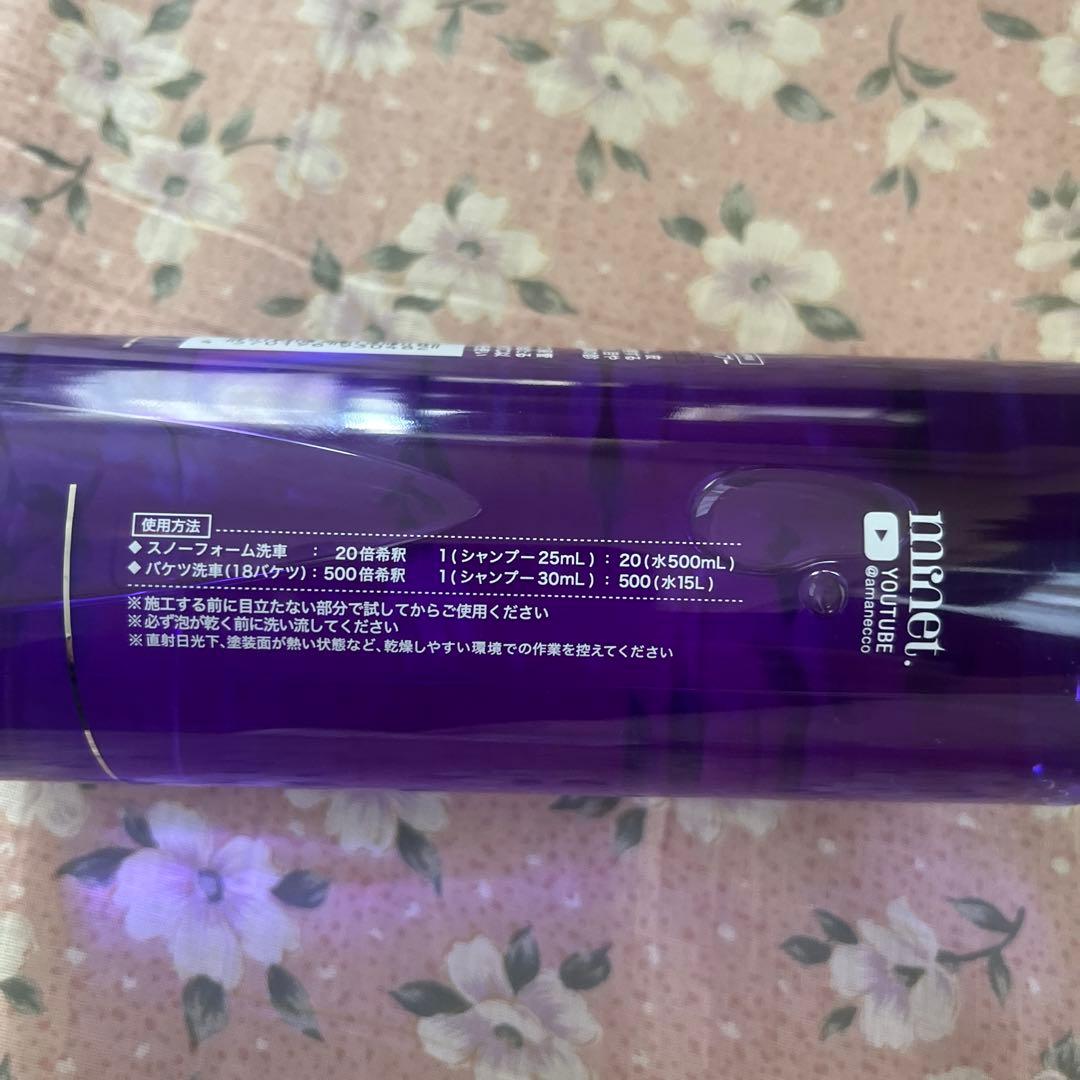 使用方法
◆ スノーフォーム洗車 : 20倍希釈 1(シャンプー25mL) : 20(水500mL)
◆ バケツ洗車(18バケツ) : 500倍希釈 1(シャンプー30mL) : 500(水15L)
※施工する前に目立たない部分で試してからご使用ください
※必ず泡が乾く前に洗い流してください
※直射日光下、塗装面が熱い状態など、乾燥しやすい環境での作業を控えてください
mrnet.
YOUTUBE
@amanecco